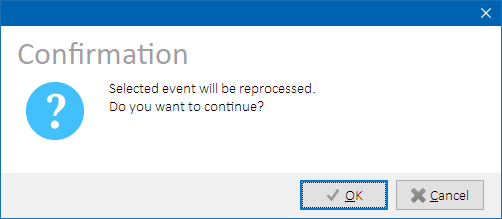 Confirmation
Selected event will be reprocessed.
Do you want to continue?
OK
Cancel